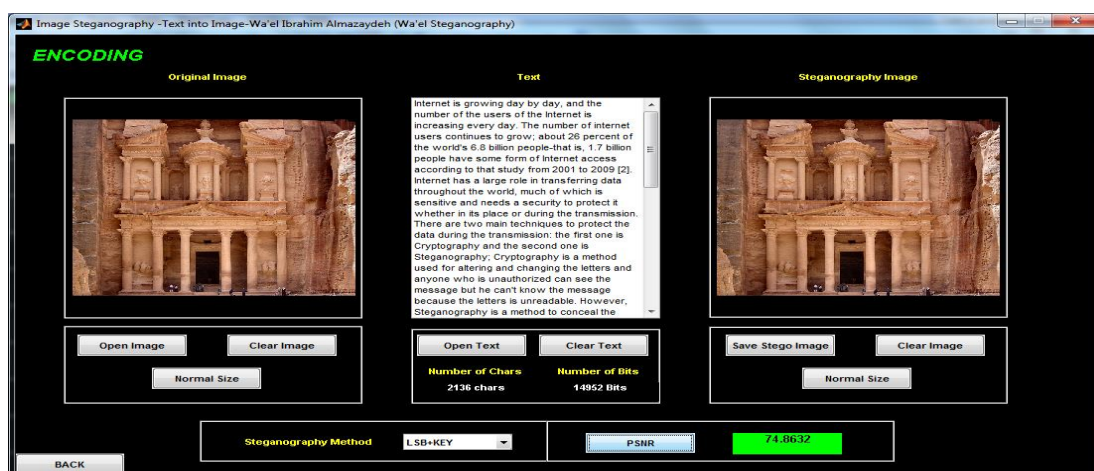 Image Steganography -Text into Image-Wa'el Ibrahim Almazaydeh (Wa'el Steganography)
ENCODING
Original Image
Text
Steganography Image
Internet is growing day by day, and the
number of the users of the Internet is
increasing every day. The number of internet
users continues to grow; about 26 percent of
the world's 6.8 billion people-that is, 1.7 billion
people have some form of Internet access
according to that study from 2001 to 2009 [2].
Internet has a large role in transferring data
throughout the world, much of which is
sensitive and needs a security to protect it
whether in its place or during the transmission.
There are two main techniques to protect the
data during the transmission: the first one is
Cryptography and the second one is
Steganography; Cryptography is a method
used for altering and changing the letters and
anyone who is unauthorized can see the
message but he can't know the message
because the letters is unreadable. However,
Steganography is a method to conceal the
Open Image
Clear Image
Normal Size
Open Text
Clear Text
Number of Chars
Number of Bits
2136 chars
14952 Bits
Save Stego Image
Clear Image
Normal Size
Steganography Method
LSB+KEY
PSNR
74.8632
BACK